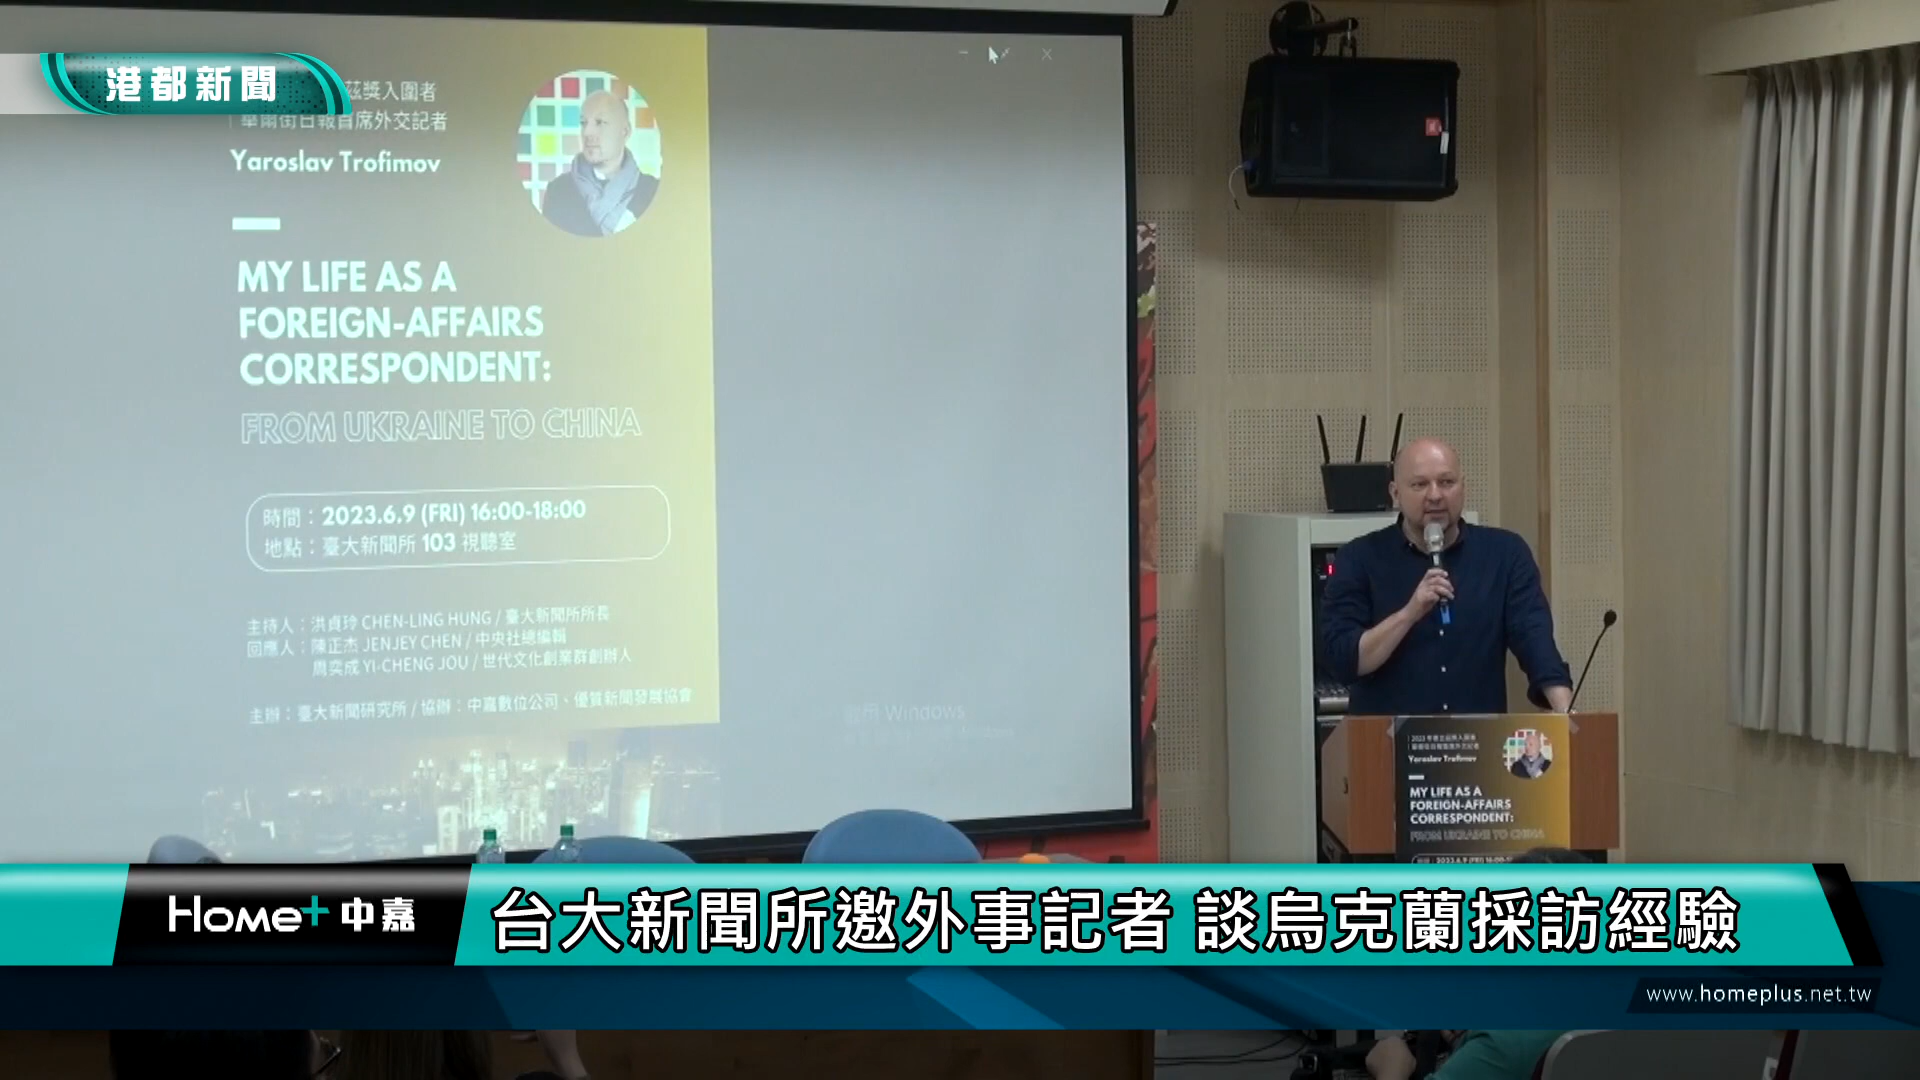 港都新聞
茲獎入圍者
華爾街日報首席外交記者
Yaroslav Trofimov
MY LIFE AS A
FOREIGN-AFFAIRS
CORRESPONDENT:
FROM UKRAINE TO CHINA
時間：2023.6.9 (FRI) 16:00-18:00
地點：臺大新聞所 103 視聽室
主持人：洪貞玲 CHEN-LING HUNG / 臺大新聞所所長
回應人：陳正杰 JENJEY CHEN / 中央社總編輯
周奕成 YI-CHENG JOU / 世代文化創業群創辦人
主辦：臺大新聞研究所 / 協辦：中嘉數位公司、優質新聞發展協會
啟用 Windows
Yaroslav Trofimov
MY LIFE AS A
FOREIGN-AFFAIRS
CORRESPONDENT:
FROM UKRAINE TO CHINA
Home+ 中嘉
台大新聞所邀外事記者 談烏克蘭採訪經驗
www.homeplus.net.tw